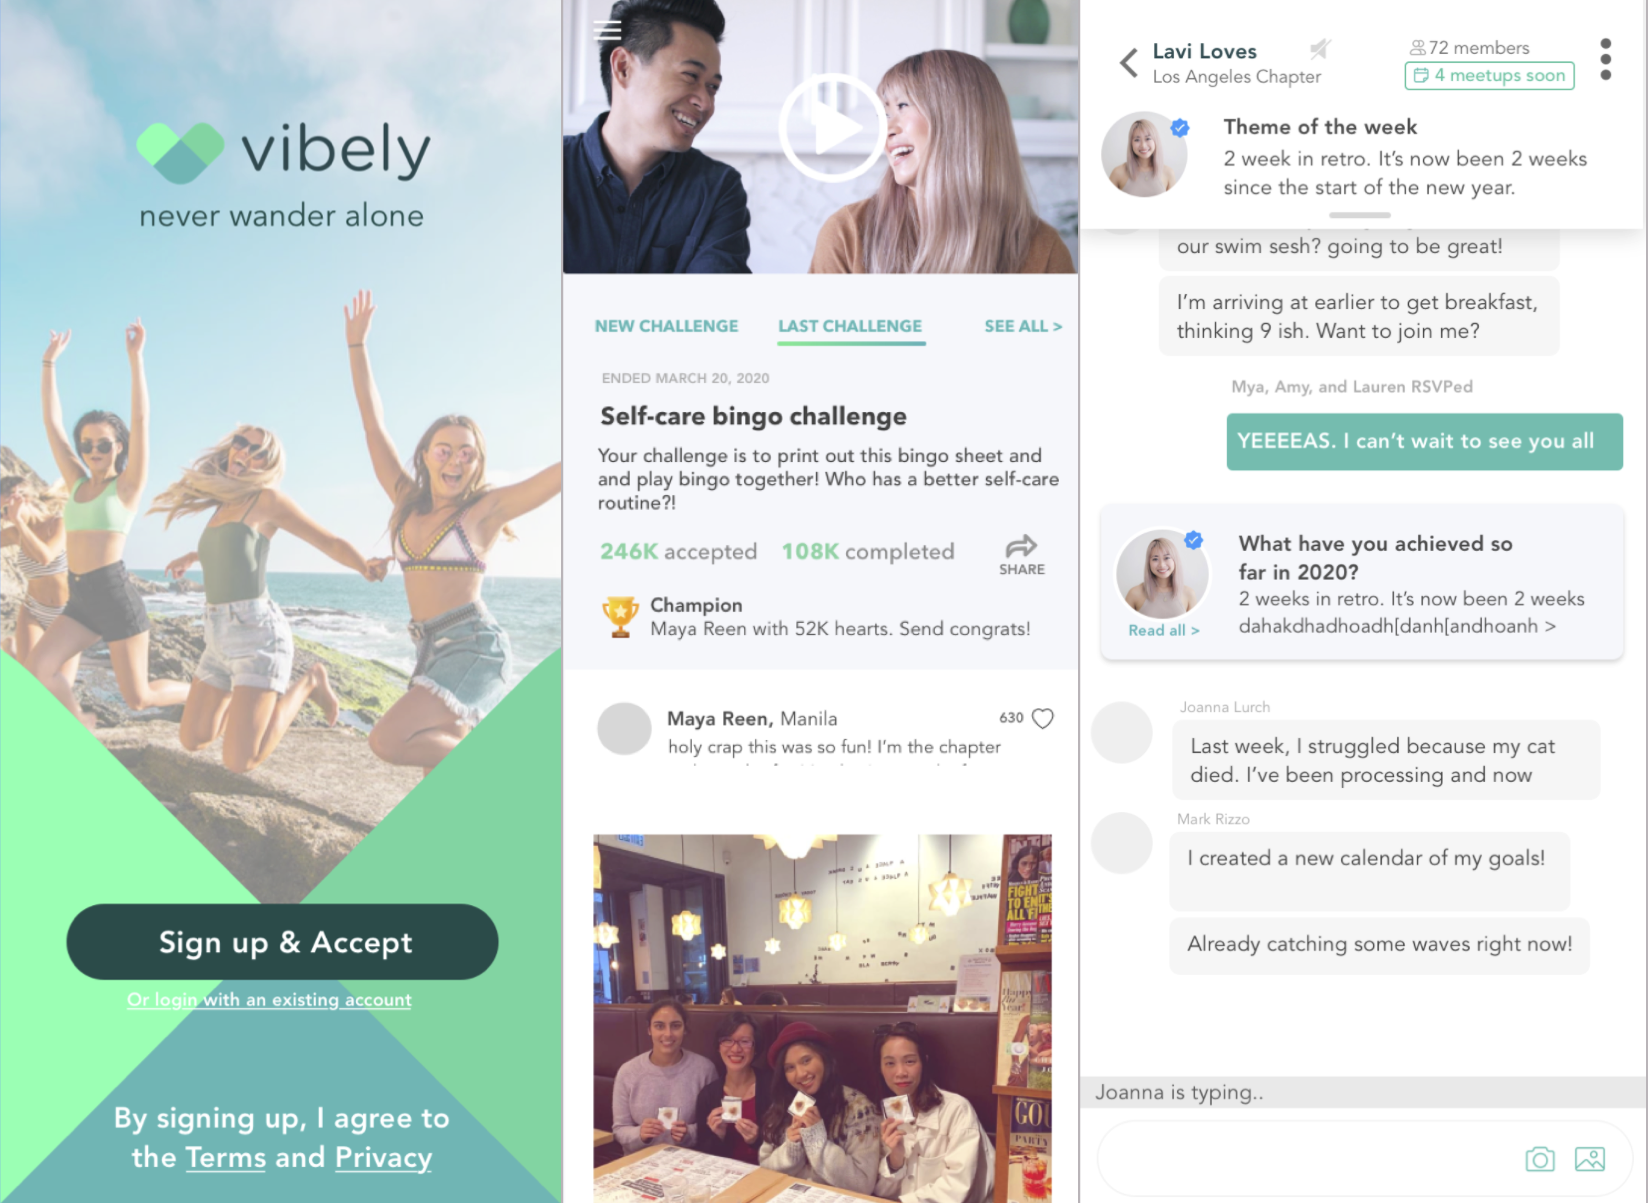 vibely
never wander alone
Sign up & Accept
Or login with an existing account
By signing up, I agree to
the Terms and Privacy
NEW CHALLENGE
LAST CHALLENGE
SEE ALL >
ENDED MARCH 20, 2020
Self-care bingo challenge
Your challenge is to print out this bingo sheet and
and play bingo together! Who has a better self-care
routine?!
246K accepted
108K completed
SHARE
Champion
Maya Reen with 52K hearts. Send congrats!
Maya Reen, Manila
630
holy crap this was so fun! I'm the chapter
FIGHT
TO EN
ALL F
GO
PARTY
Lavi Loves
Los Angeles Chapter
72 members
4 meetups soon
Theme of the week
2 week in retro. It's now been 2 weeks
since the start of the new year.
our swim sesh? going to be great!
I'm arriving at earlier to get breakfast,
thinking 9 ish. Want to join me?
Mya, Amy, and Lauren RSVPed
YEEEEAS. I can't wait to see you all
What have you achieved so
far in 2020?
2 weeks in retro. It's now been 2 weeks
dahakdhadhoadh[danh[andhoanh >
Read all >
Joanna Lurch
Last week, I struggled because my cat
died. I've been processing and now
Mark Rizzo
I created a new calendar of my goals!
Already catching some waves right now!
Joanna is typing..